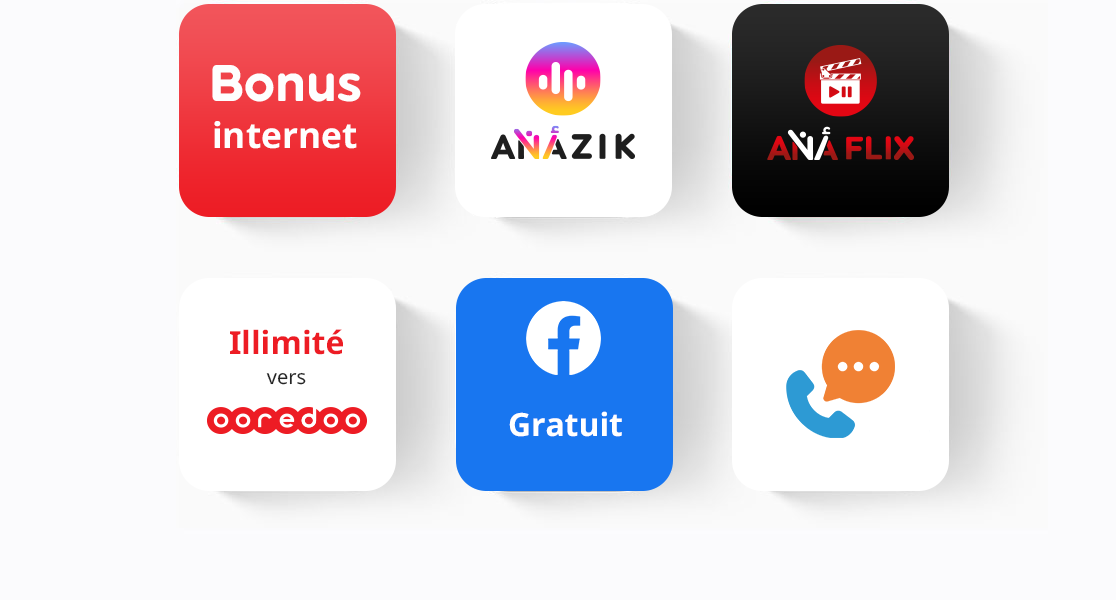 Bonus
internet
ANAZIK
ANA FLIX
Illimité
vers
ooredoo
Gratuit